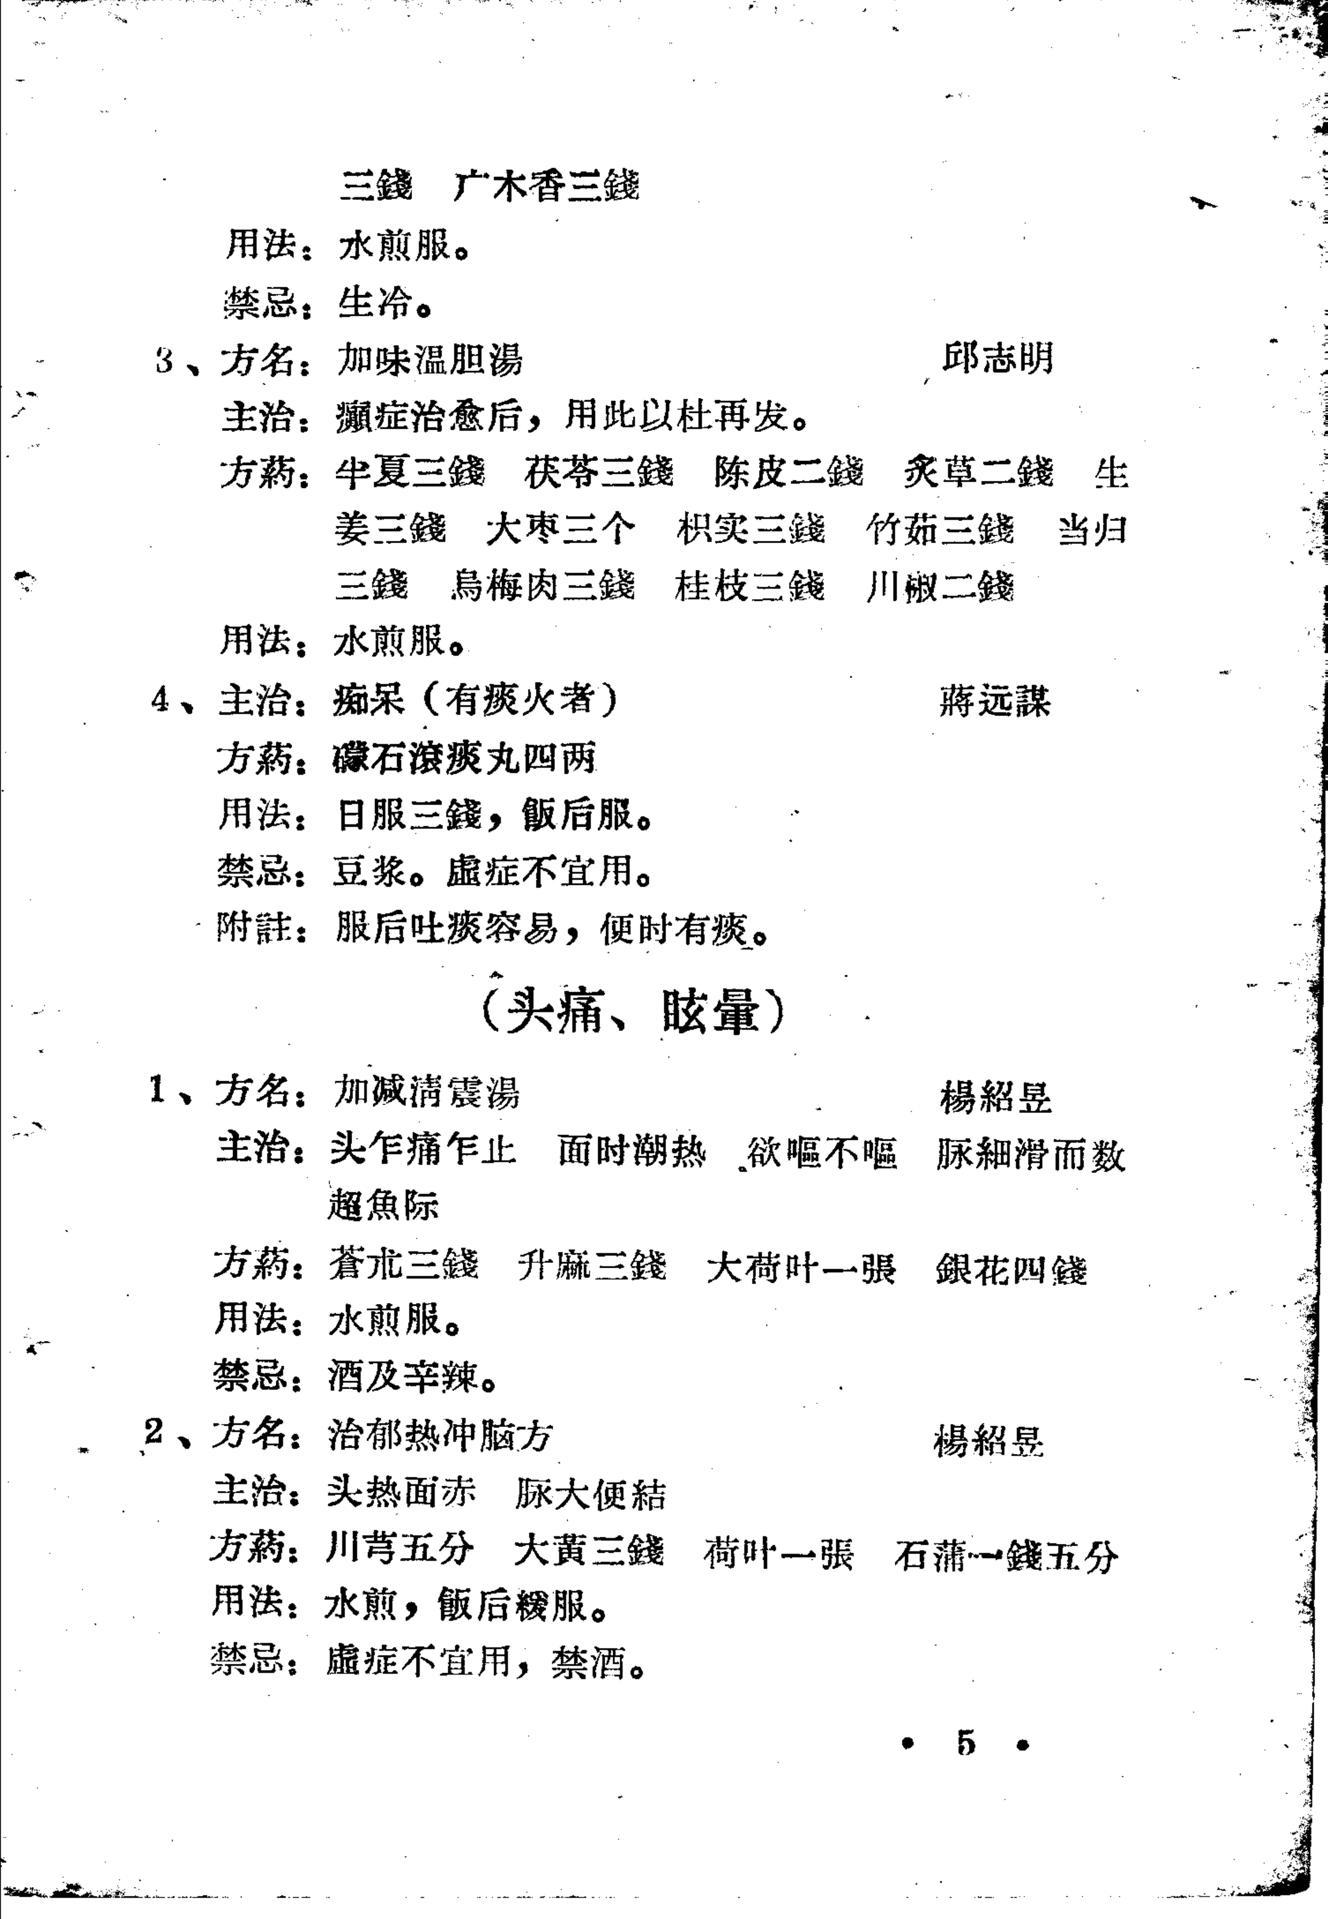 三錢　广木香三錢
用法：水煎服。
禁忌：生冷。
3、方名：加味温胆湯　邱志明
主治：癲症治愈后，用此以杜再发。
方葯：半夏三錢　茯苓三錢　陈皮二錢　炙草二錢　生
姜三錢　大枣三个　枳实三錢　竹茹三錢　当归
三錢　烏梅肉三錢　桂枝三錢　川椒二錢
用法：水煎服。
4、主治：痴呆（有痰火者）　蔣远謀
方葯：礞石滾痰丸四两
用法：日服三錢，飯后服。
禁忌：豆浆。虛症不宜用。
附註：服后吐痰容易，便时有痰。
（头痛、眩暈）
1、方名：加减清震湯　楊紹昱
主治：头乍痛乍止　面时潮热　欲嘔不嘔　脉細滑而数
超魚际
方葯：蒼朮三錢　升麻三錢　大荷叶一張　銀花四錢
用法：水煎服。
禁忌：酒及辛辣。
2、方名：治郁热冲脑方　楊紹昱
主治：头热面赤　脉大便結
方葯：川芎五分　大黃三錢　荷叶一張　石蒲一錢五分
用法：水煎，飯后緩服。
禁忌：虛症不宜用，禁酒。
• 5 •